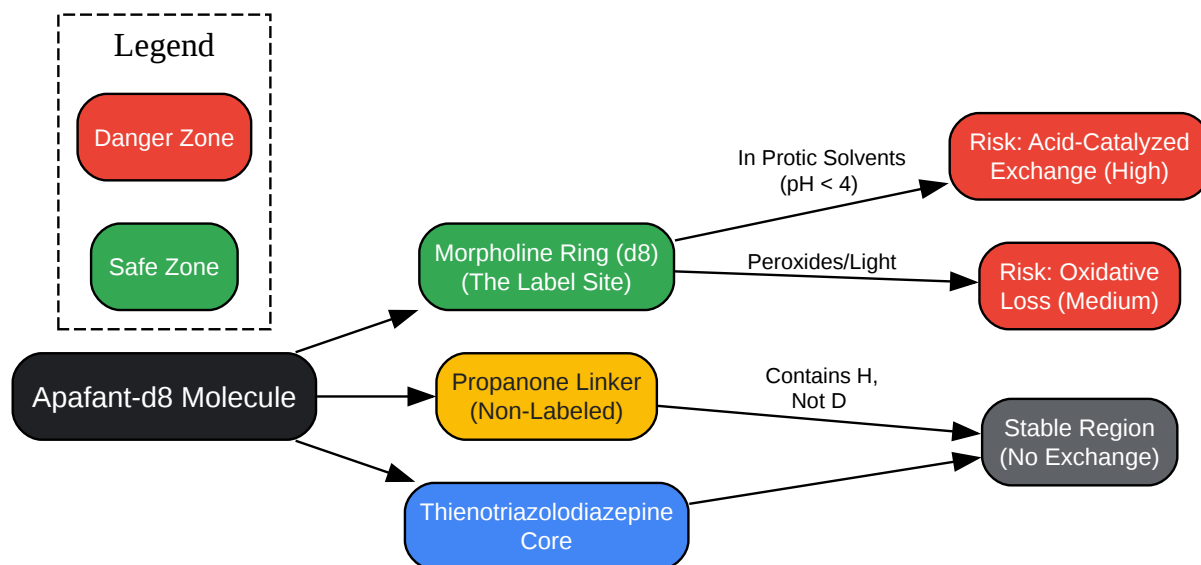 Legend
Danger Zone
Safe Zone
Apafant-d8 Molecule
Morpholine Ring (d8)
(The Label Site)
Propanone Linker
(Non-Labeled)
Thienotriazolodiazepine
Core
In Protic Solvents
(pH < 4)
Peroxides/Light
Contains H,
Not D
Risk: Acid-Catalyzed
Exchange (High)
Risk: Oxidative
Loss (Medium)
Stable Region
(No Exchange)